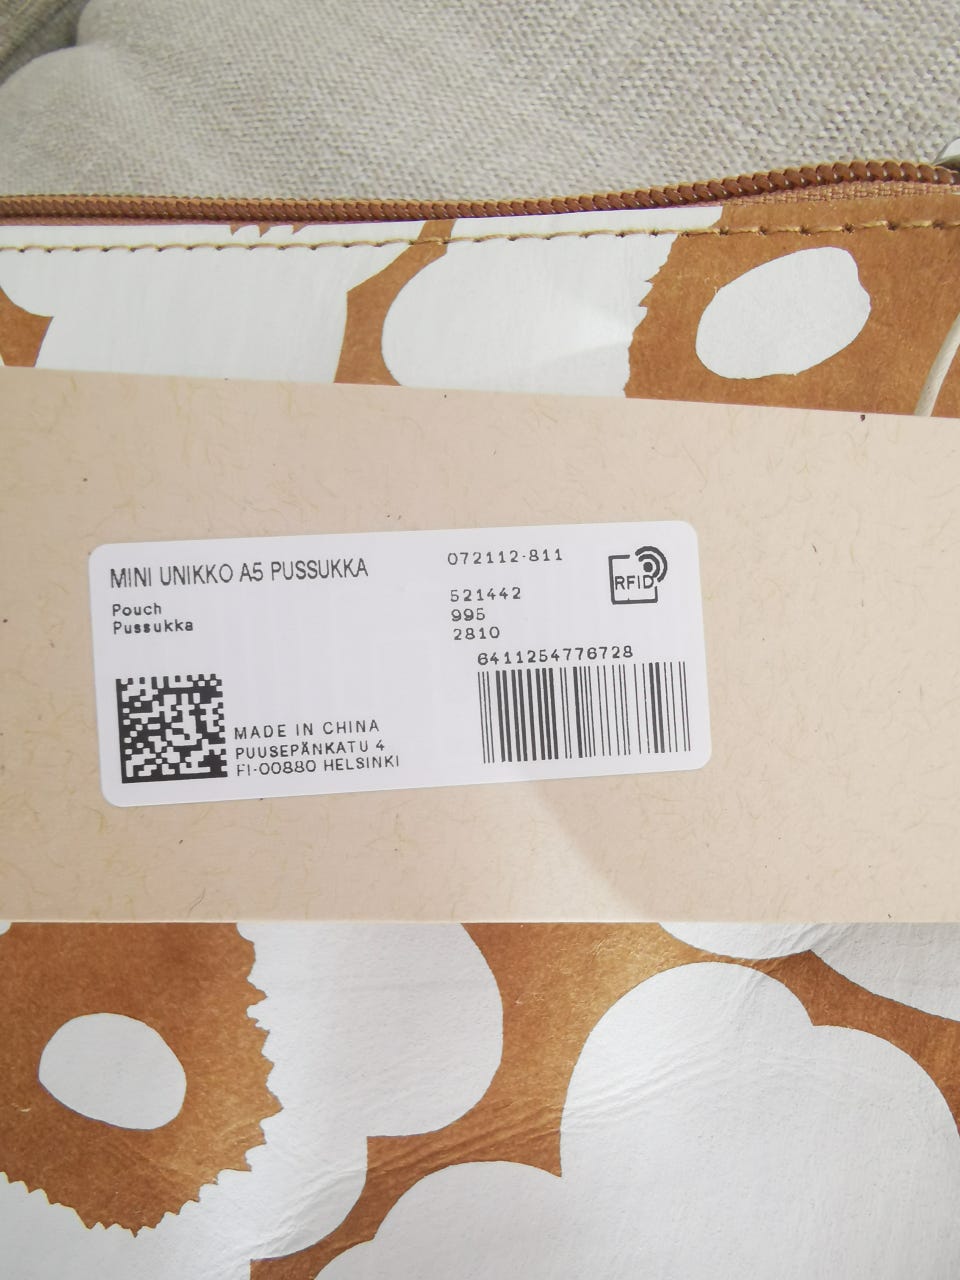 MINI UNIKKO A5 PUSSUKKA
Pouch
Pussukka
072112-811
521442
995
2810
RFID
6411254776728
MADE IN CHINA
PUUSEPÄNKATU 4
FI-00880 HELSINKI